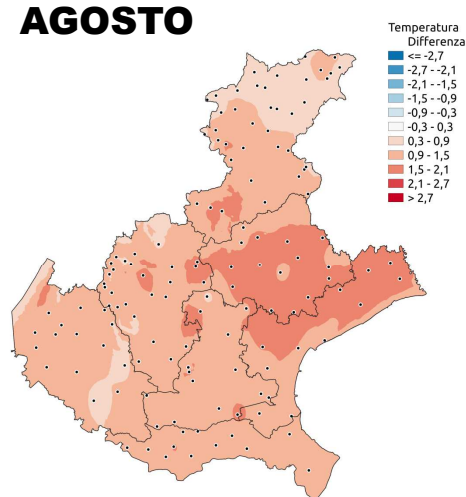 AGOSTO
Temperatura
Differenza
<= -2,7
-2,7 - -2,1
-2,1 - -1,5
-1,5 - -0,9
-0,9 - -0,3
-0,3 - 0,3
0,3 - 0,9
0,9 - 1,5
1,5 - 2,1
2,1 - 2,7
> 2,7